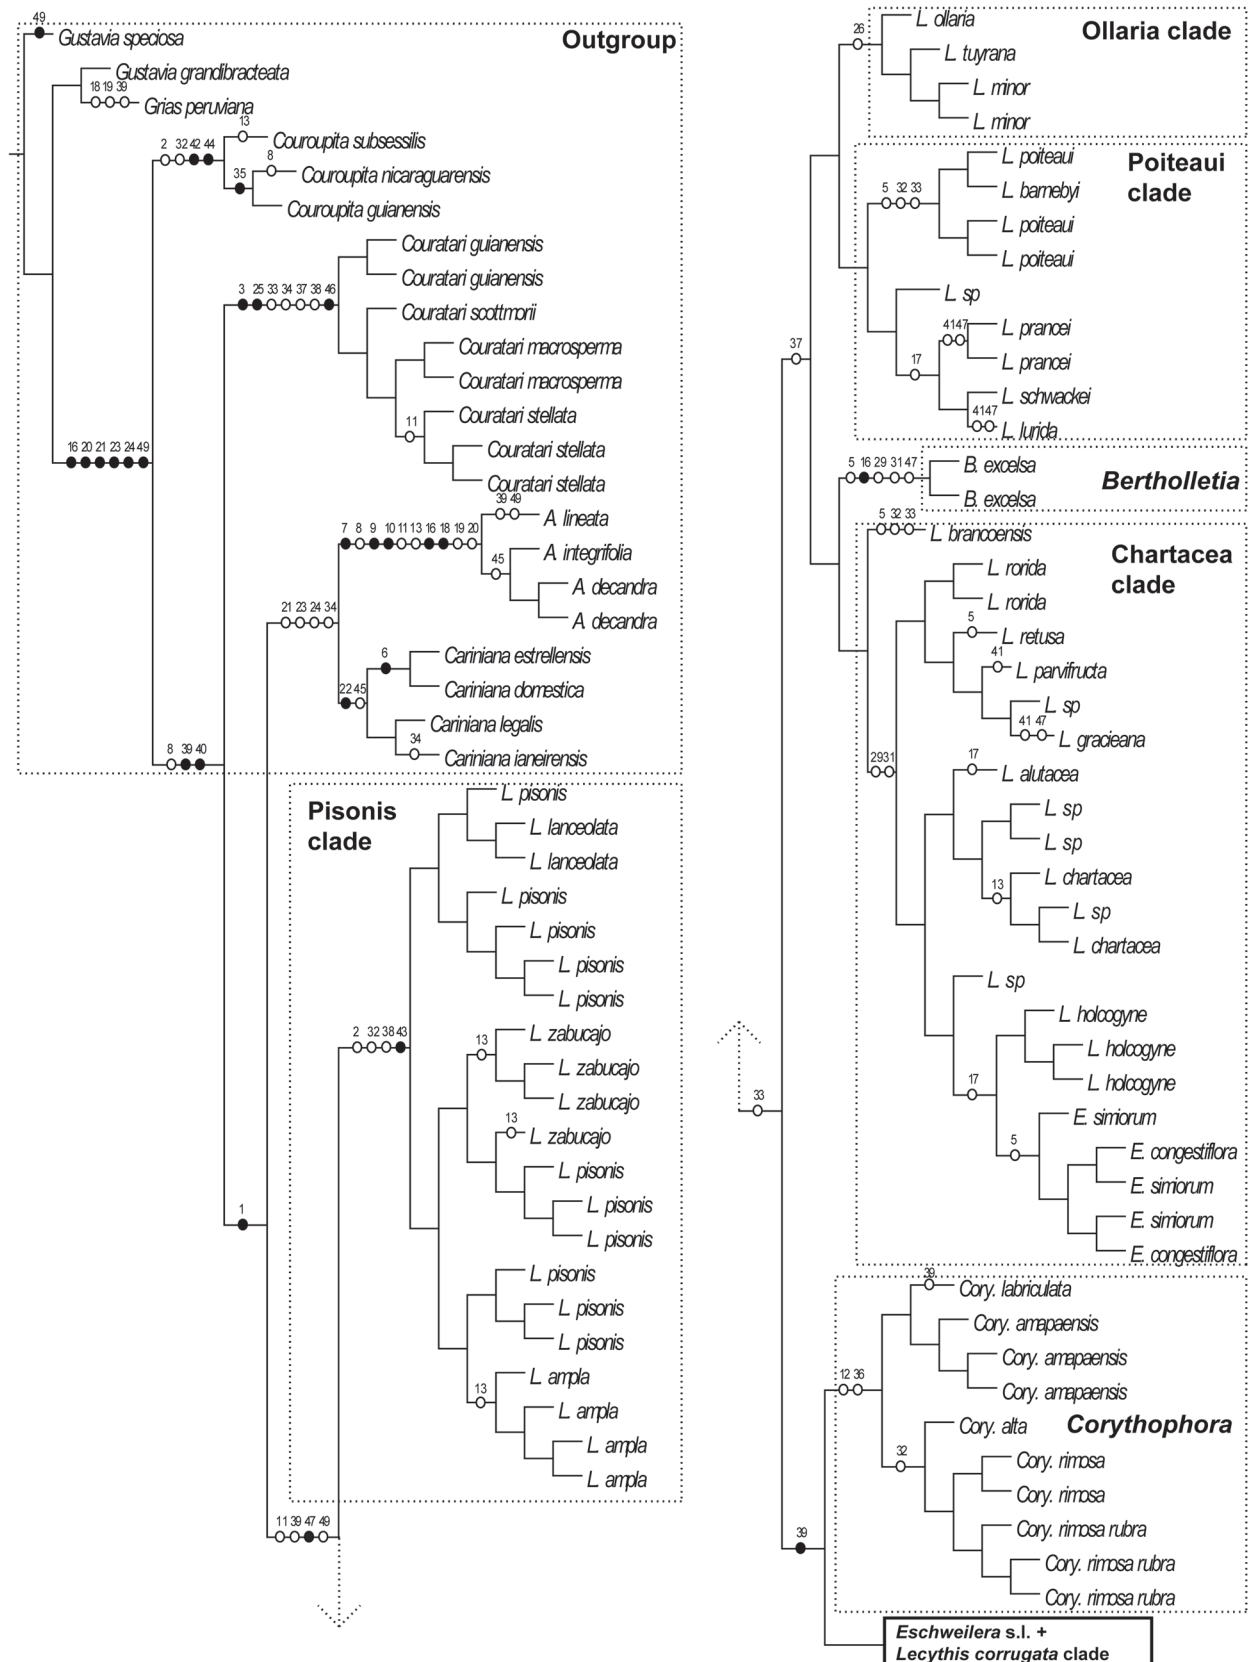 49
Gustavia speciosa
Outgroup
Gustavia grandibracteata
18 19 39
Grias peruviana
13
Couroupita subsessilis
2 32 42 44
8
Couroupita nicaraguarensis
35
Couroupita guianensis
Couratari guianensis
Couratari guianensis
3 25 33 34 37 38 46
Couratari scottmorii
Couratari macrosperma
Couratari macrosperma
Couratari stellata
11
Couratari stellata
16 20 21 23 24 49
Couratari stellata
39 49
A. lineata
7 8 9 10 11 13 16 18 19 20
A. integrifolia
45
A. decandra
A. decandra
21 23 24 34
Cariniana estrellensis
6
Cariniana domestica
22 45
Cariniana legalis
34
Cariniana ianeirensis
8 39 40
Pisonis
clade
L. pisonis
L. lanceolata
L. lanceolata
L. pisonis
L. pisonis
L. pisonis
L. pisonis
2 32 38 43
L. zabucajo
13
L. zabucajo
L. zabucajo
13
L. zabucajo
L. pisonis
L. pisonis
1
L. pisonis
L. pisonis
L. pisonis
L. pisonis
L. ampla
13
L. ampla
L. ampla
L. ampla
11 39 47 49
L. ollaria
Ollaria clade
26
L. tuyrana
L. minor
L. minor
L. poiteaui
Poiteaui
clade
L. barnebyi
5 32 33
L. poiteaui
L. poiteaui
L. sp
41 47
L. prancei
37
L. prancei
17
L. schwackei
41 47
L. lurida
B. excelsa
5 16 29 31 47
Bertholletia
B. excelsa
5 32 33
L. brancoensis
Chartacea
clade
L. rorida
L. rorida
5
L. retusa
41
L. parvifructa
L. sp
41 47
L. gracieana
29 31
17
L. alutacea
L. sp
L. sp
L. chartacea
13
L. sp
L. chartacea
L. sp
L. holcogyne
L. holcogyne
17
L. holcogyne
33
E. simiorum
5
E. congestiflora
E. simiorum
E. simiorum
E. congestiflora
39
Cory. labriculata
Cory. amapaensis
Cory. amapaensis
12 36
Cory. amapaensis
Cory. alta
Corythophora
32
Cory. rimosa
Cory. rimosa
Cory. rimosa rubra
39
Cory. rimosa rubra
Cory. rimosa rubra
Eschweilera s.l. +
Lecythis corrugata clade